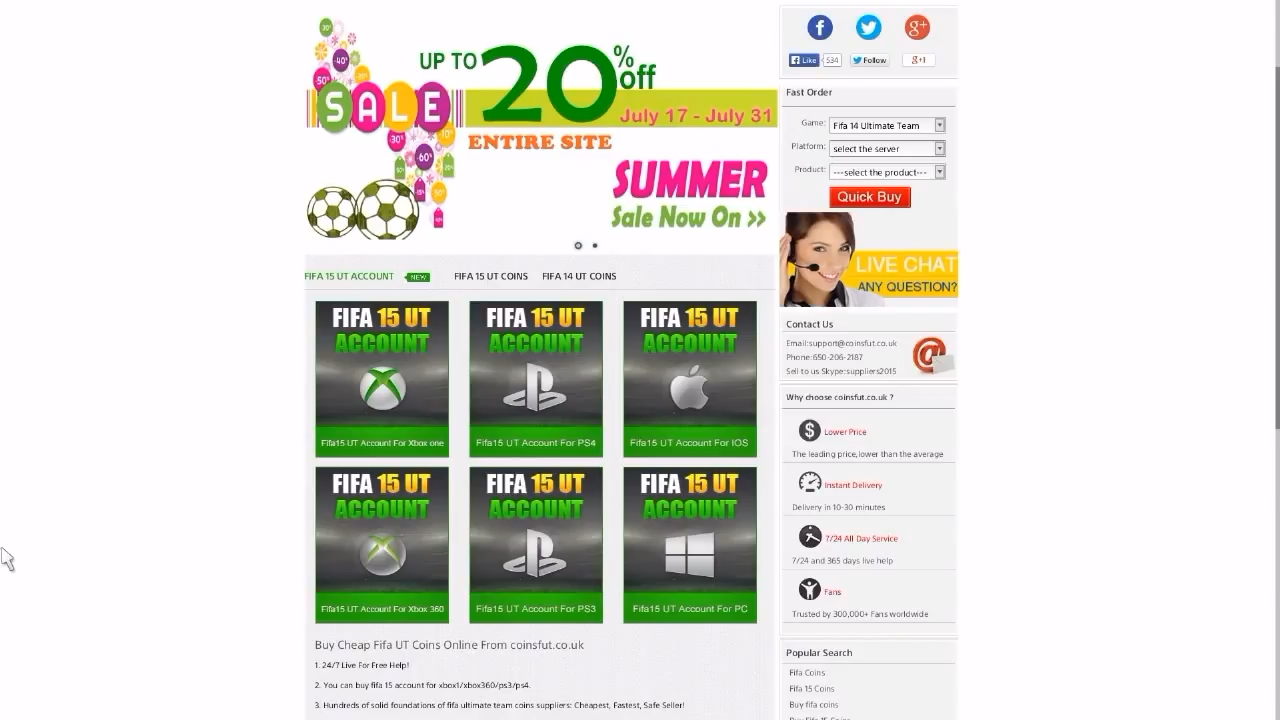 UP TO 20 % off
SALE
July 17 - July 31
ENTIRE SITE
SUMMER
Sale Now On >>
FIFA 15 UT ACCOUNT NEW FIFA 15 UT COINS FIFA 14 UT COINS
FIFA 15 UT ACCOUNT
Fifa15 UT Account For Xbox one
FIFA 15 UT ACCOUNT
Fifa15 UT Account For PS4
FIFA 15 UT ACCOUNT
Fifa15 UT Account For IOS
FIFA 15 UT ACCOUNT
Fifa15 UT Account For Xbox 360
FIFA 15 UT ACCOUNT
Fifa15 UT Account For PS3
FIFA 15 UT ACCOUNT
Fifa15 UT Account For PC
Buy Cheap Fifa UT Coins Online From coinsfut.co.uk
1. 24/7 Live For Free Help!
2. You can buy fifa 15 account for xbox1/xbox360/ps3/ps4.
3. Hundreds of solid foundations of fifa ultimate team coins suppliers: Cheapest, Fastest, Safe Seller!
f g+
Like 534 Follow g+1
Fast Order
Game: Fifa 14 Ultimate Team
Platform: select the server
Product: ---select the product---
Quick Buy
LIVE CHAT
ANY QUESTION?
Contact Us
Email:support@coinsfut.co.uk
Phone:650-206-2187
Sell to us Skype:suppliers2015
Why choose coinsfut.co.uk ?
Lower Price
The leading price,lower than the average
Instant Delivery
Delivery in 10-30 minutes
7/24 All Day Service
7/24 and 365 days live help
Fans
Trusted by 300,000+ Fans worldwide
Popular Search
Fifa Coins
Fifa 15 Coins
Buy fifa coins
Buy Fifa 15 Coins